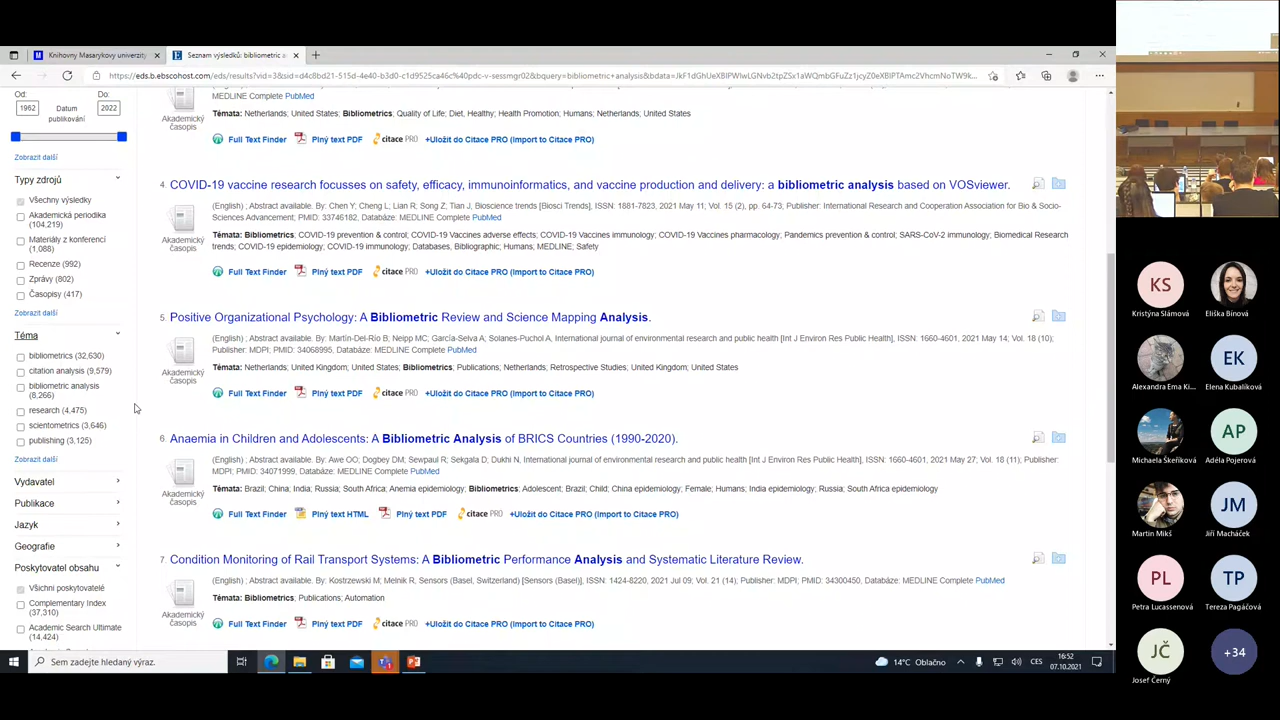 Knihovny Masarykovy univerzity
Seznam výsledků: bibliometric a
https://eds.b.ebscohost.com/eds/results?vid=3&sid=d4c8bd21-515d-4e40-b3d0-c1d9525ca46c%40pdc-v-sessmgr02&bquery=bibliometric+analysis&bdata=
Od:
Do:
1962
Datum publikování
2022
Zobrazit další
Typy zdrojů
Všechny výsledky
Akademická periodika
(104,219)
Materiály z konferencí
(1,088)
Recenze (992)
Zprávy (802)
Časopisy (417)
Zobrazit další
Téma
bibliometrics (32,630)
citation analysis (9,579)
bibliometric analysis
(8,266)
research (4,475)
scientometrics (3,646)
publishing (3,125)
Zobrazit další
Vydavatel
Publikace
Jazyk
Geografie
Poskytovatel obsahu
Všichni poskytovatelé
Complementary Index
(37,310)
Academic Search Ultimate
(14,424)
MEDLINE Complete PubMed
Akademický časopis
Témata: Netherlands; United States; Bibliometrics; Quality of Life; Diet, Healthy; Health Promotion; Humans; Netherlands; United States
Full Text Finder Plný text PDF citace PRO +Uložit do Citace PRO (Import to Citace PRO)
4. COVID-19 vaccine research focusses on safety, efficacy, immunoinformatics, and vaccine production and delivery: a bibliometric analysis based on VOSviewer.
(English) ; Abstract available. By: Chen Y; Cheng L; Lian R; Song Z; Tian J, Bioscence trends [Biosci Trends], ISSN: 1881-7823, 2021 May 11; Vol. 15 (2), pp. 64-73; Publisher: International Research and Cooperation Association for Bio & Socio-
Sciences Advancement; PMID: 33746182, Databáze: MEDLINE Complete PubMed
Akademický časopis
Témata: Bibliometrics; COVID-19 prevention & control; COVID-19 Vaccines adverse effects; COVID-19 Vaccines immunology; COVID-19 Vaccines pharmacology; Pandemics prevention & control; SARS-CoV-2 immunology; Biomedical Research
trends; COVID-19 epidemiology; COVID-19 immunology; Databases, Bibliographic; Humans; MEDLINE; Safety
Full Text Finder Plný text PDF citace PRO +Uložit do Citace PRO (Import to Citace PRO)
5. Positive Organizational Psychology: A Bibliometric Review and Science Mapping Analysis.
(English) ; Abstract available. By: Martín-Del-Río B; Neipp MC; García-Selva A; Solanes-Puchol A, International journal of environmental research and public health [Int J Environ Res Public Health], ISSN: 1660-4601, 2021 May 14; Vol. 18 (10);
Publisher: MDPI; PMID: 34068995, Databáze: MEDLINE Complete PubMed
Akademický časopis
Témata: Netherlands; United Kingdom; United States; Bibliometrics; Publications; Netherlands; Retrospective Studies; United Kingdom; United States
Full Text Finder Plný text PDF citace PRO +Uložit do Citace PRO (Import to Citace PRO)
6. Anaemia in Children and Adolescents: A Bibliometric Analysis of BRICS Countries (1990-2020).
(English) ; Abstract available. By: Awe OO; Dogbey DM; Sewpaul R; Sekgala D; Dukhi N, International journal of environmental research and public health [Int J Environ Res Public Health], ISSN: 1660-4601, 2021 May 27; Vol. 18 (11); Publisher:
MDPI; PMID: 34071999, Databáze: MEDLINE Complete PubMed
Akademický časopis
Témata: Brazil; China; India; Russia; South Africa; Anemia epidemiology; Bibliometrics; Adolescent; Brazil; Child; China epidemiology; Female; Humans; India epidemiology; Russia; South Africa epidemiology
Full Text Finder Plný text HTML Plný text PDF citace PRO +Uložit do Citace PRO (Import to Citace PRO)
7. Condition Monitoring of Rail Transport Systems: A Bibliometric Performance Analysis and Systematic Literature Review.
(English) ; Abstract available. By: Kostrzewski M; Melnik R, Sensors (Basel, Switzerland) [Sensors (Basel)], ISSN: 1424-8220, 2021 Jul 09; Vol. 21 (14); Publisher: MDPI; PMID: 34300450, Databáze: MEDLINE Complete PubMed
Akademický časopis
Témata: Bibliometrics; Publications; Automation
Full Text Finder Plný text PDF citace PRO +Uložit do Citace PRO (Import to Citace PRO)
Sem zadejte hledaný výraz.
14°C Oblačno
CES
16:52
07.10.2021
KS
Kristýna Slámová
Eliška Bínová
Alexandra Ema Ki...
EK
Elena Kubalíková
Michaela Škeříková
AP
Adéla Pojerová
Martin Mikš
JM
Jiří Macháček
PL
Petra Lucassenová
TP
Tereza Pagáčová
JČ
Josef Černý
+34